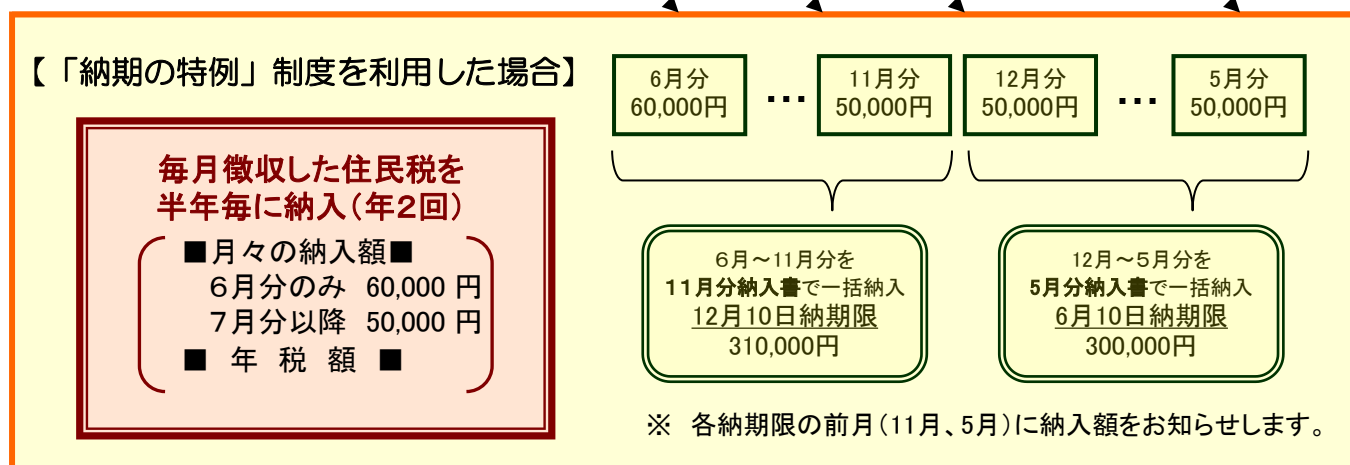 【「納期の特例」制度を利用した場合】
毎月徴収した住民税を
半年毎に納入(年2回)
■月々の納入額■
6月分のみ 60,000 円
7月分以降 50,000 円
■ 年 税 額 ■
6月分
60,000円
…
11月分
50,000円
12月分
50,000円
…
5月分
50,000円
6月~11月分を
11月分納入書で一括納入
12月10日納期限
310,000円
12月~5月分を
5月分納入書で一括納入
6月10日納期限
300,000円
※ 各納期限の前月(11月、5月)に納入額をお知らせします。